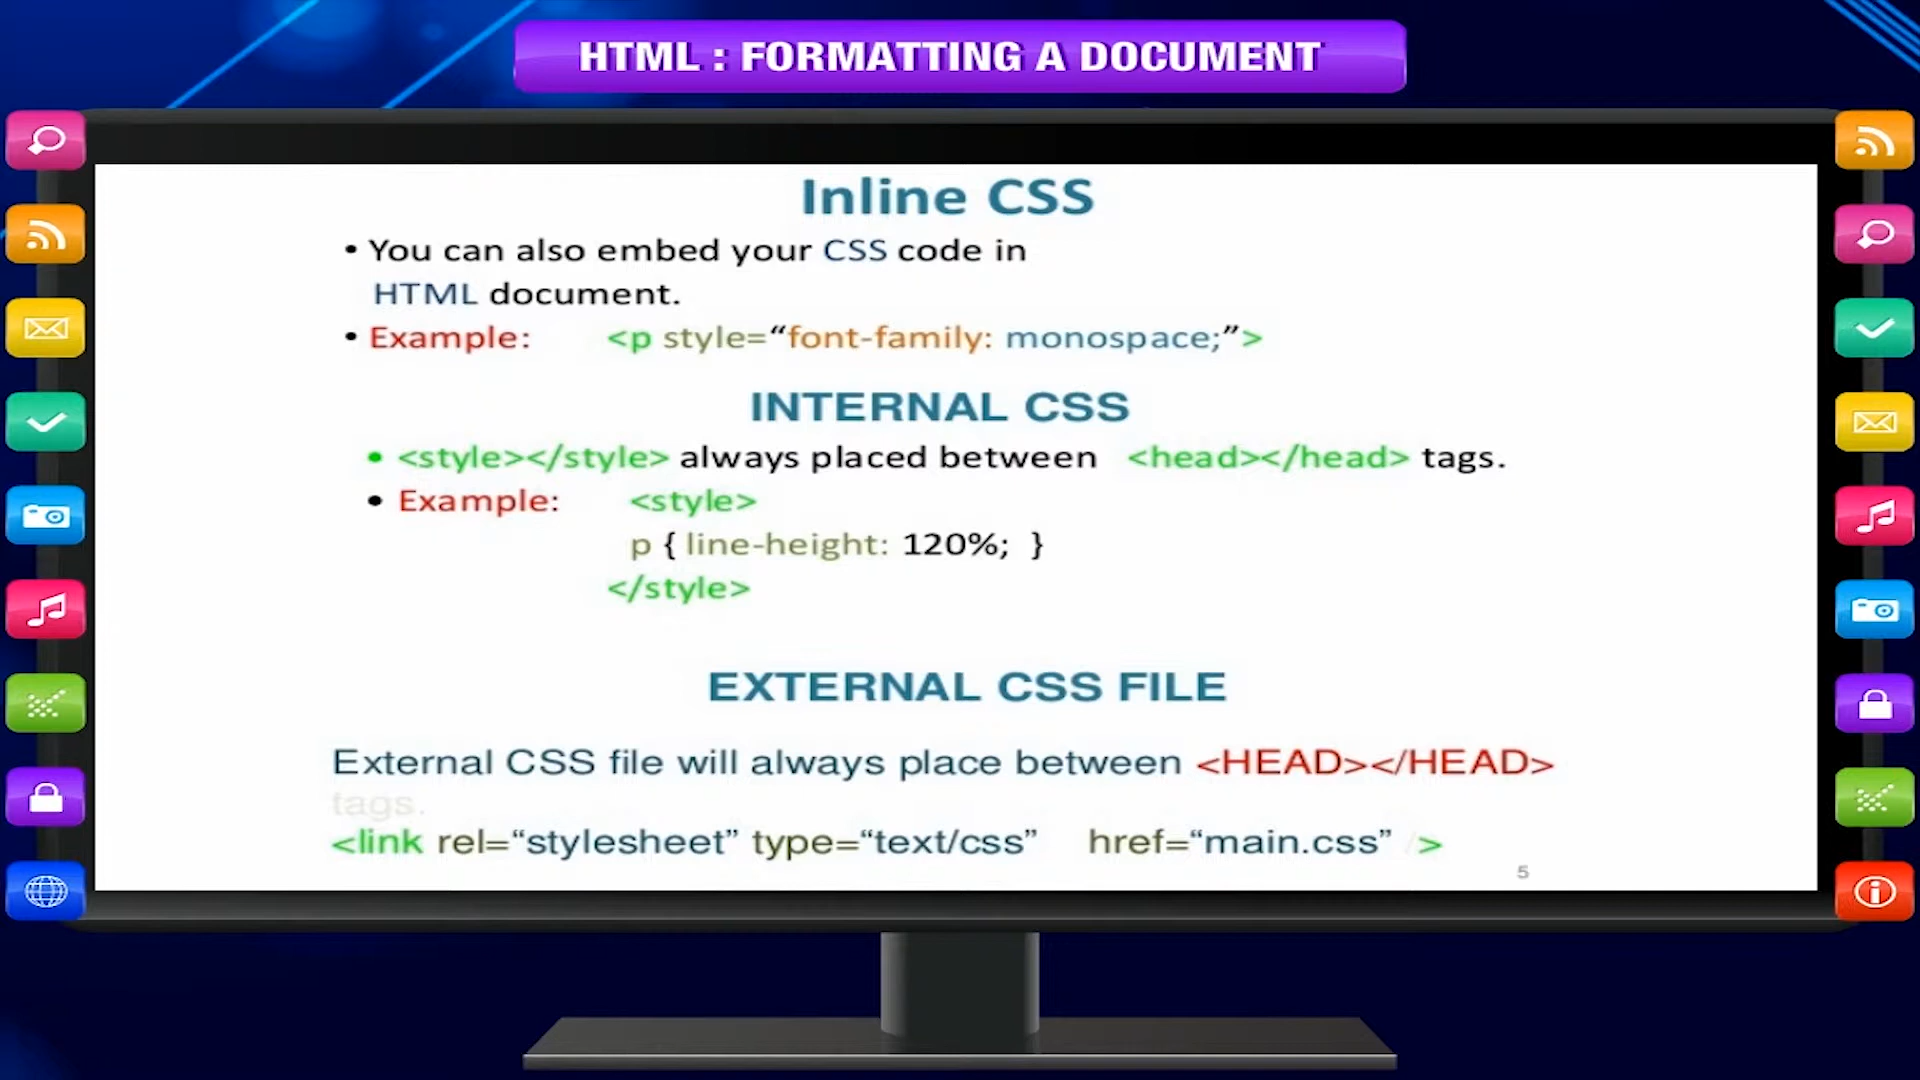 HTML : FORMATTING A DOCUMENT
Inline CSS
• You can also embed your CSS code in
HTML document.
• Example: <p style=“font-family: monospace;”>
INTERNAL CSS
• <style></style> always placed between <head></head> tags.
• Example: <style>
p { line-height: 120%; }
</style>
EXTERNAL CSS FILE
External CSS file will always place between <HEAD></HEAD>
tags.
<link rel=“stylesheet” type=“text/css” href=“main.css” />
5